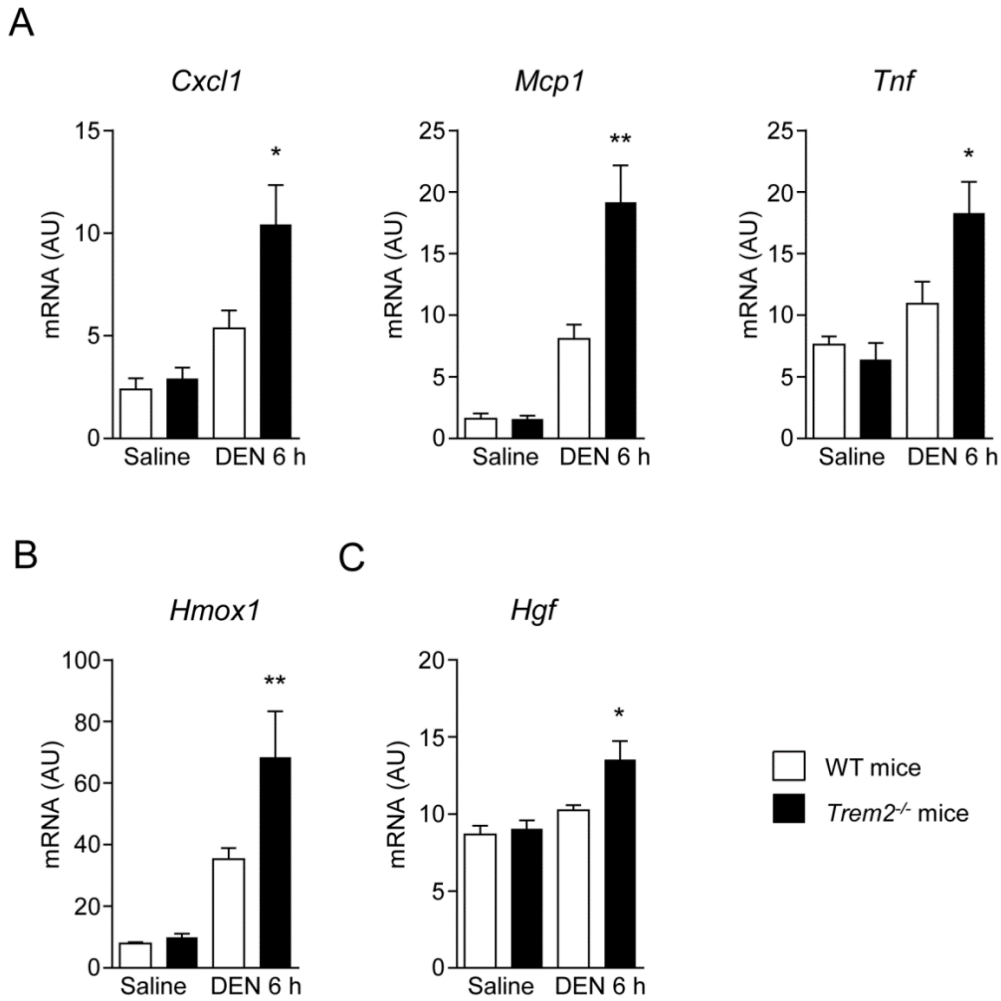 A
Cxcl1
Mcp1
Tnf
mRNA (AU)
15
10
5
0
*
Saline DEN 6 h
mRNA (AU)
25
20
15
10
5
0
**
Saline DEN 6 h
mRNA (AU)
25
20
15
10
5
0
*
Saline DEN 6 h
B
Hmox1
mRNA (AU)
100
80
60
40
20
0
**
Saline DEN 6 h
C
Hgf
mRNA (AU)
20
15
10
5
0
*
Saline DEN 6 h
WT mice
Trem2-/- mice